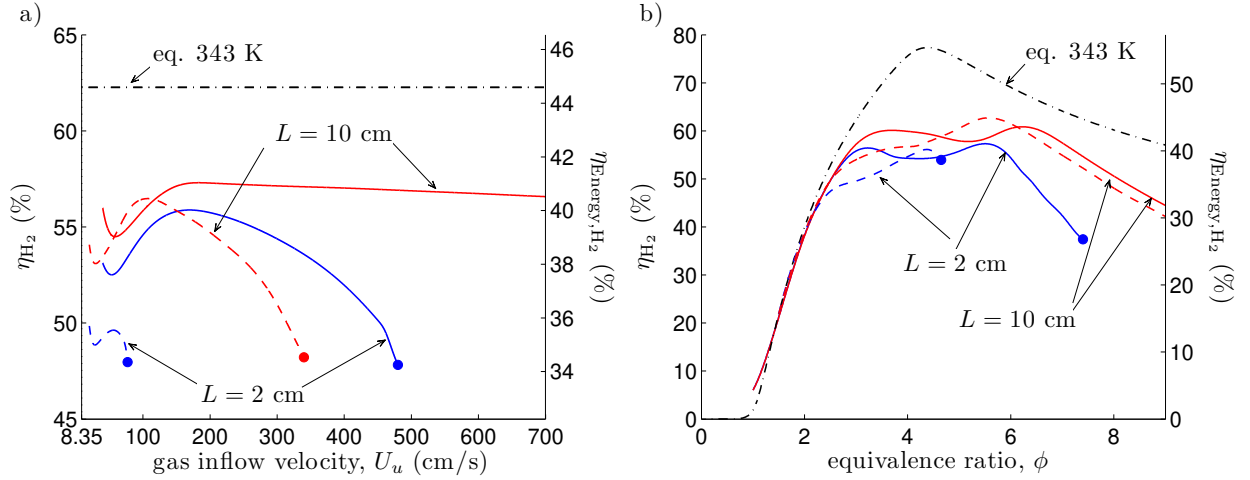 a)
65
60
55
50
45
η_H₂ (%)
eq. 343 K
L = 10 cm
L = 2 cm
46
44
42
40
38
36
34
η_Energy,H₂ (%)
8.35 100 200 300 400 500 600 700
gas inflow velocity, U_u (cm/s)
b)
80
70
60
50
40
30
20
10
0
η_H₂ (%)
eq. 343 K
L = 2 cm
L = 10 cm
50
40
30
20
10
0
η_Energy,H₂ (%)
0 2 4 6 8
equivalence ratio, ϕ